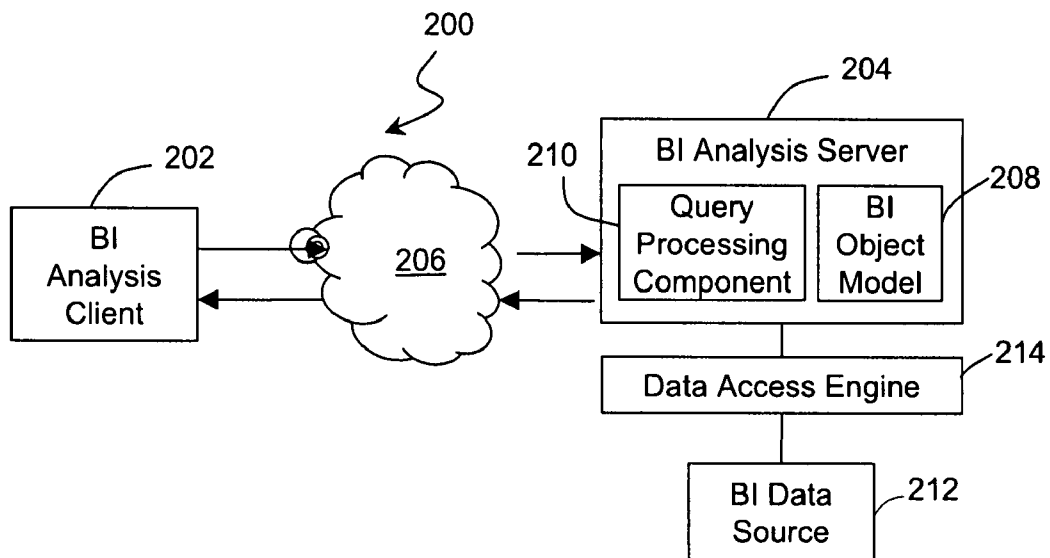 200
204
202
BI Analysis Server
210
208
BI
Analysis
Client
206
Query
Processing
Component
BI
Object
Model
214
Data Access Engine
BI Data
Source
212